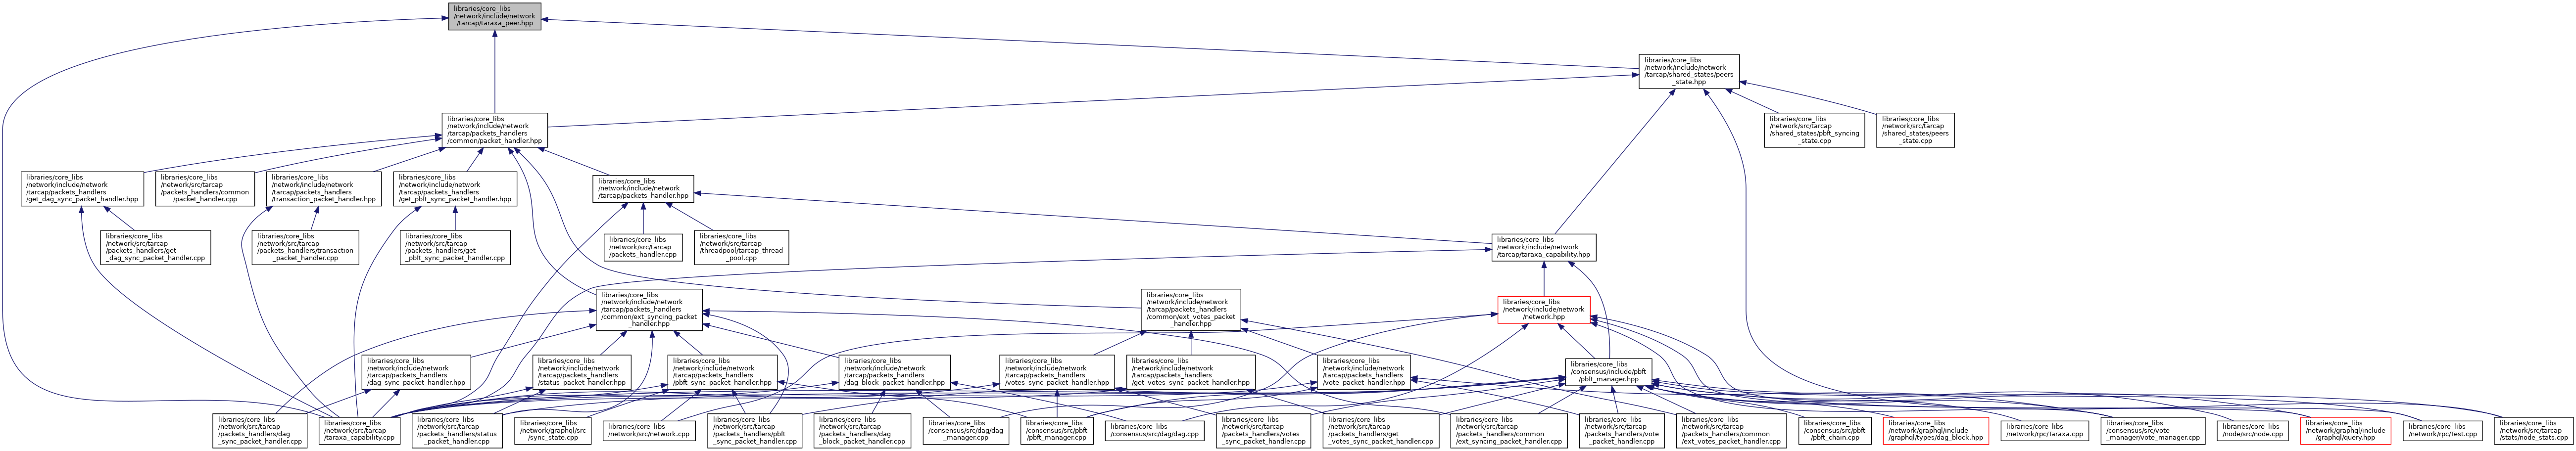 libraries/core_libs
/network/include/network
/tarcap/taraxa_peer.hpp
libraries/core_libs
/network/include/network
/tarcap/shared_states/peers
_state.hpp
libraries/core_libs
/network/include/network
/tarcap/packets_handlers
/common/packet_handler.hpp
libraries/core_libs
/network/src/tarcap
/shared_states/pbft_syncing
_state.cpp
libraries/core_libs
/network/src/tarcap
/shared_states/peers
_state.cpp
libraries/core_libs
/network/include/network
/tarcap/packets_handlers
/get_dag_sync_packet_handler.hpp
libraries/core_libs
/network/src/tarcap
/packets_handlers/common
/packet_handler.cpp
libraries/core_libs
/network/include/network
/tarcap/packets_handlers
/transaction_packet_handler.hpp
libraries/core_libs
/network/include/network
/tarcap/packets_handlers
/get_pbft_sync_packet_handler.hpp
libraries/core_libs
/network/include/network
/tarcap/packets_handler.hpp
libraries/core_libs
/network/src/tarcap
/packets_handlers/get
_dag_sync_packet_handler.cpp
libraries/core_libs
/network/src/tarcap
/packets_handlers/transaction
_packet_handler.cpp
libraries/core_libs
/network/src/tarcap
/packets_handlers/get
_pbft_sync_packet_handler.cpp
libraries/core_libs
/network/src/tarcap
/packets_handler.cpp
libraries/core_libs
/network/src/tarcap
/threadpool/tarcap_thread
_pool.cpp
libraries/core_libs
/network/include/network
/tarcap/taraxa_capability.hpp
libraries/core_libs
/network/include/network
/tarcap/packets_handlers
/common/ext_syncing_packet
_handler.hpp
libraries/core_libs
/network/include/network
/tarcap/packets_handlers
/common/ext_votes_packet
_handler.hpp
libraries/core_libs
/network/include/network
/network.hpp
libraries/core_libs
/network/include/network
/tarcap/packets_handlers
/dag_sync_packet_handler.hpp
libraries/core_libs
/network/include/network
/tarcap/packets_handlers
/status_packet_handler.hpp
libraries/core_libs
/network/include/network
/tarcap/packets_handlers
/pbft_sync_packet_handler.hpp
libraries/core_libs
/network/include/network
/tarcap/packets_handlers
/dag_block_packet_handler.hpp
libraries/core_libs
/network/include/network
/tarcap/packets_handlers
/votes_sync_packet_handler.hpp
libraries/core_libs
/network/include/network
/tarcap/packets_handlers
/get_votes_sync_packet_handler.hpp
libraries/core_libs
/network/include/network
/tarcap/packets_handlers
/vote_packet_handler.hpp
libraries/core_libs
/consensus/include/pbft
/pbft_manager.hpp
libraries/core_libs
/network/src/tarcap
/packets_handlers/dag
_sync_packet_handler.cpp
libraries/core_libs
/network/src/tarcap
/taraxa_capability.cpp
libraries/core_libs
/network/src/tarcap
/packets_handlers/status
_packet_handler.cpp
libraries/core_libs
/network/graphql/src
/sync_state.cpp
libraries/core_libs
/network/src/network.cpp
libraries/core_libs
/network/src/tarcap
/packets_handlers/pbft
_sync_packet_handler.cpp
libraries/core_libs
/network/src/tarcap
/packets_handlers/dag
_block_packet_handler.cpp
libraries/core_libs
/consensus/src/dag/dag
_manager.cpp
libraries/core_libs
/consensus/src/pbft
/pbft_manager.cpp
libraries/core_libs
/consensus/src/dag/dag.cpp
libraries/core_libs
/network/src/tarcap
/packets_handlers/votes
_sync_packet_handler.cpp
libraries/core_libs
/network/src/tarcap
/packets_handlers/get
_votes_sync_packet_handler.cpp
libraries/core_libs
/network/src/tarcap
/packets_handlers/common
/ext_syncing_packet_handler.cpp
libraries/core_libs
/network/src/tarcap
/packets_handlers/vote
_packet_handler.cpp
libraries/core_libs
/network/src/tarcap
/packets_handlers/common
/ext_votes_packet_handler.cpp
libraries/core_libs
/consensus/src/pbft
/pbft_chain.cpp
libraries/core_libs
/network/graphql/include
/graphql/types/dag_block.hpp
libraries/core_libs
/network/rpc/Taraxa.cpp
libraries/core_libs
/consensus/src/vote
_manager/vote_manager.cpp
libraries/core_libs
/node/src/node.cpp
libraries/core_libs
/network/graphql/include
/graphql/query.hpp
libraries/core_libs
/network/rpc/Test.cpp
libraries/core_libs
/network/src/tarcap
/stats/node_stats.cpp